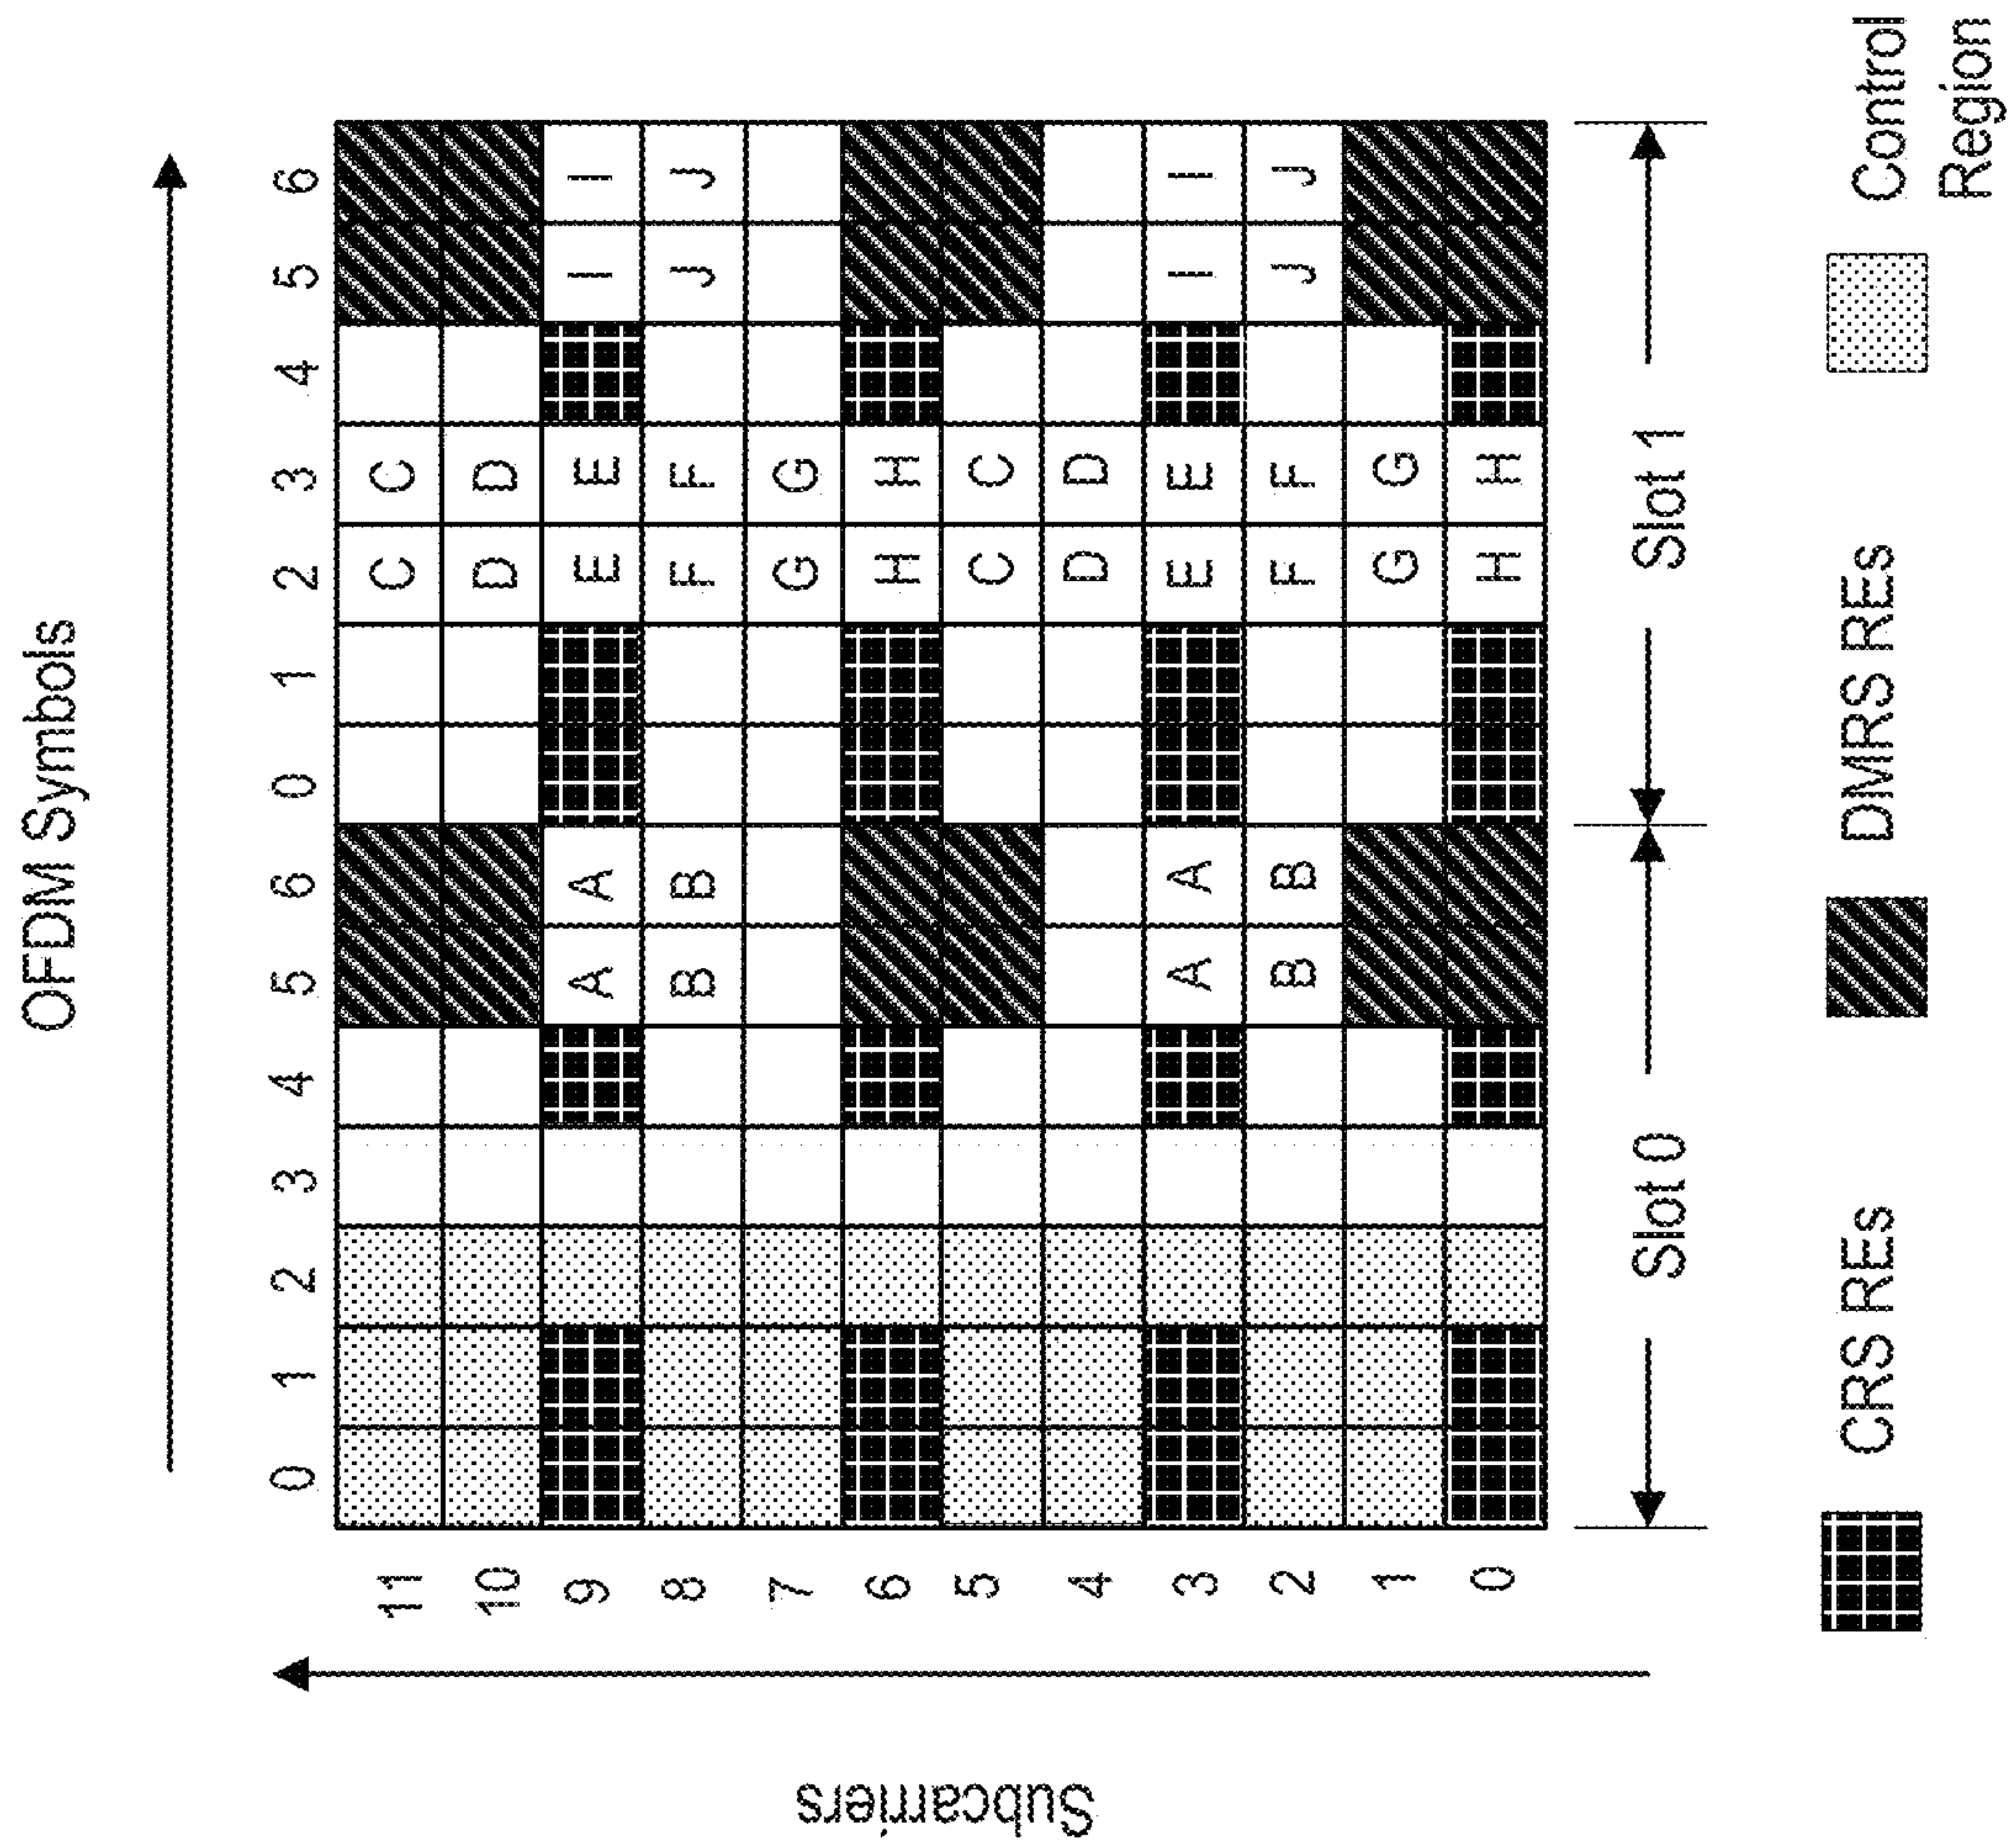 OFDM Symbols
0 1 2 3 4 5 6 0 1 2 3 4 5 6
11 C C
10 D D
9 A A E E I I
8 B B F F J J
7 G G
6 H H
5 C C
4 D D
3 A A E E I I
2 B B F F J J
1 G G
0 H H
Subcarriers
Slot 0
Slot 1
CRS REs
DMRS REs
Control
Region